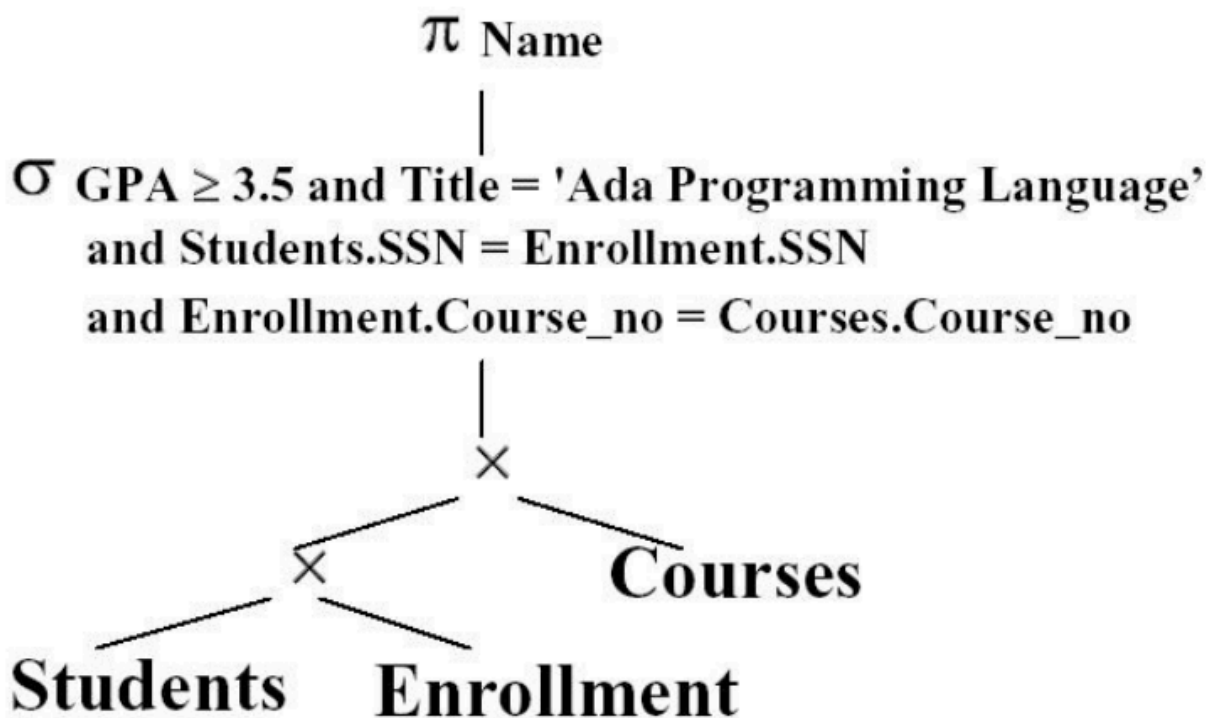 π Name
σ GPA ≥ 3.5 and Title = 'Ada Programming Language’
and Students.SSN = Enrollment.SSN
and Enrollment.Course_no = Courses.Course_no
×
×
Courses
Students
Enrollment